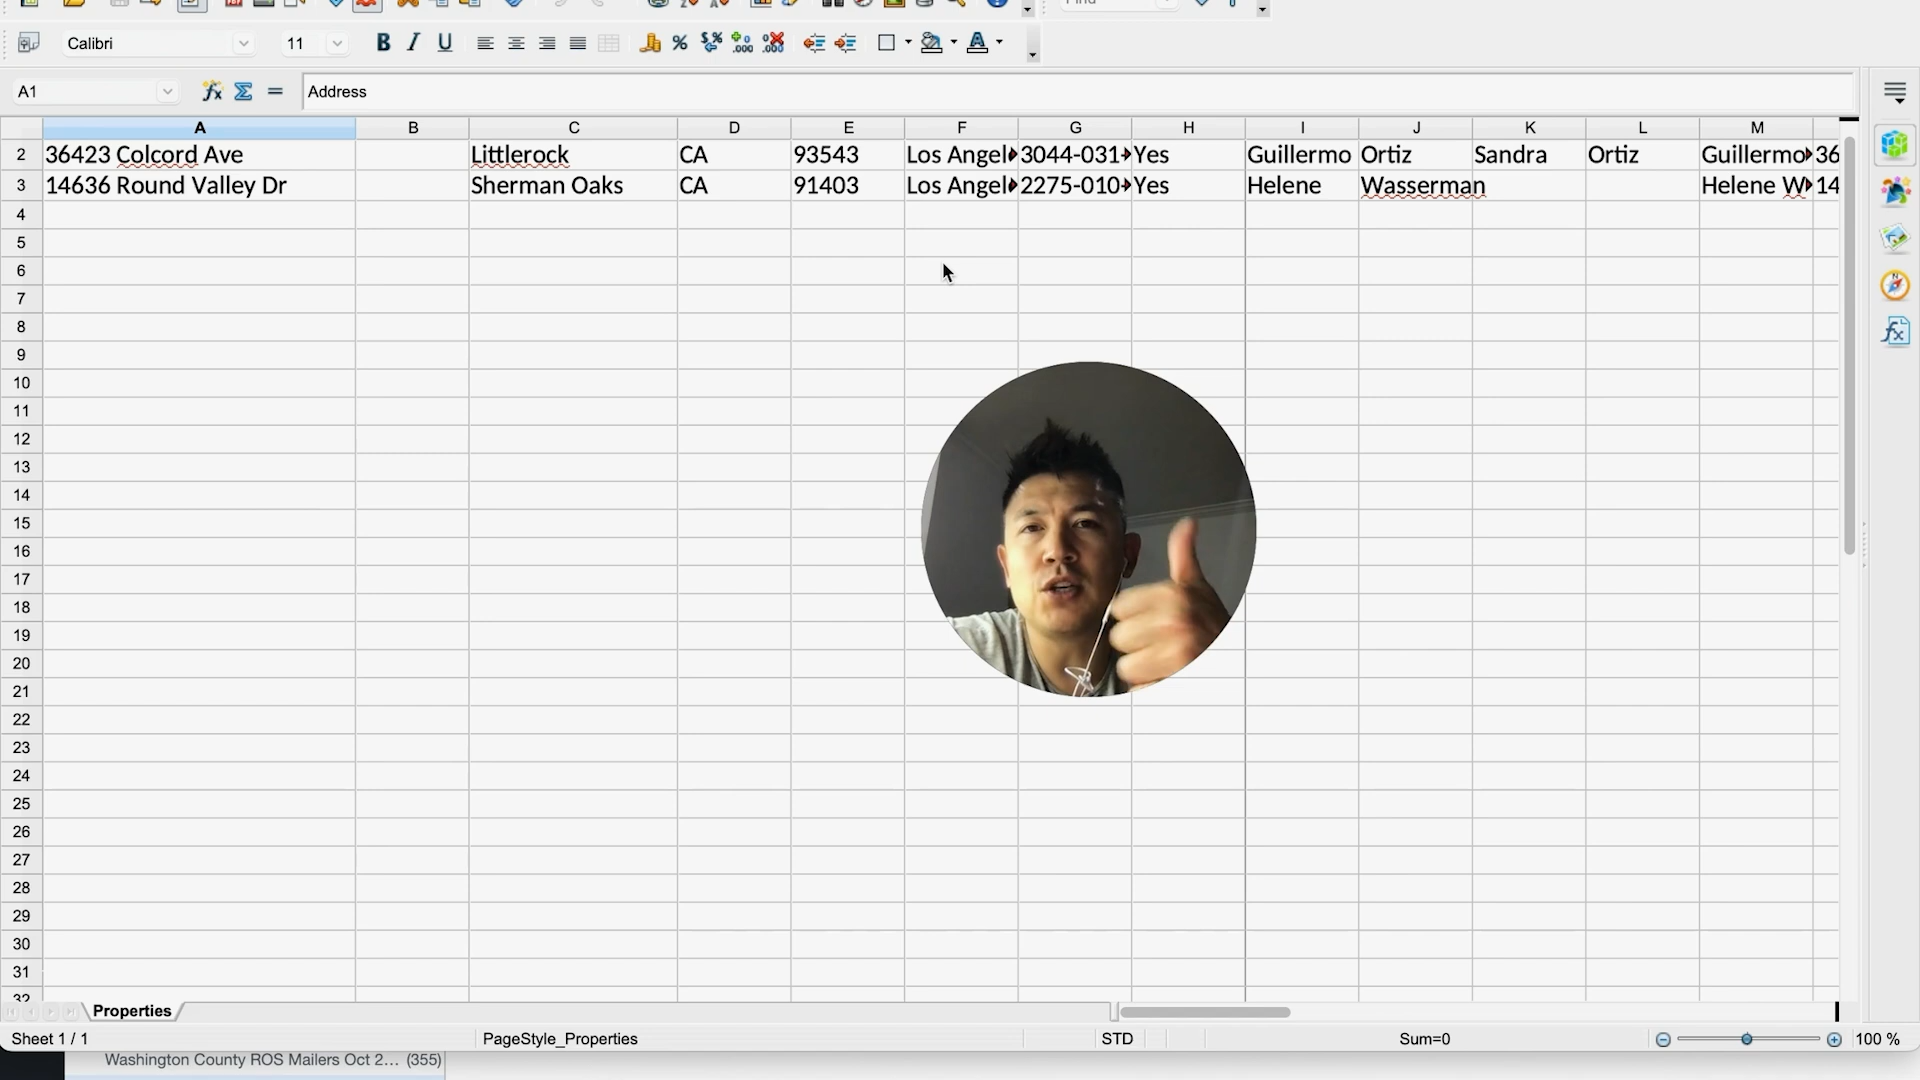 Find
Calibri
11
B I U
A1
fx Σ =
Address
A B C D E F G H I J K L M
2 36423 Colcord Ave Littlerock CA 93543 Los Angel 3044-031 Yes Guillermo Ortiz Sandra Ortiz Guillermo 36
3 14636 Round Valley Dr Sherman Oaks CA 91403 Los Angel 2275-010 Yes Helene Wasserman Helene W 14
4
5
6
7
8
9
10
11
12
13
14
15
16
17
18
19
20
21
22
23
24
25
26
27
28
29
30
31
32
Properties
Sheet 1 / 1 PageStyle_Properties STD Sum=0 100 %
Washington County ROS Mailers Oct 2... (355)